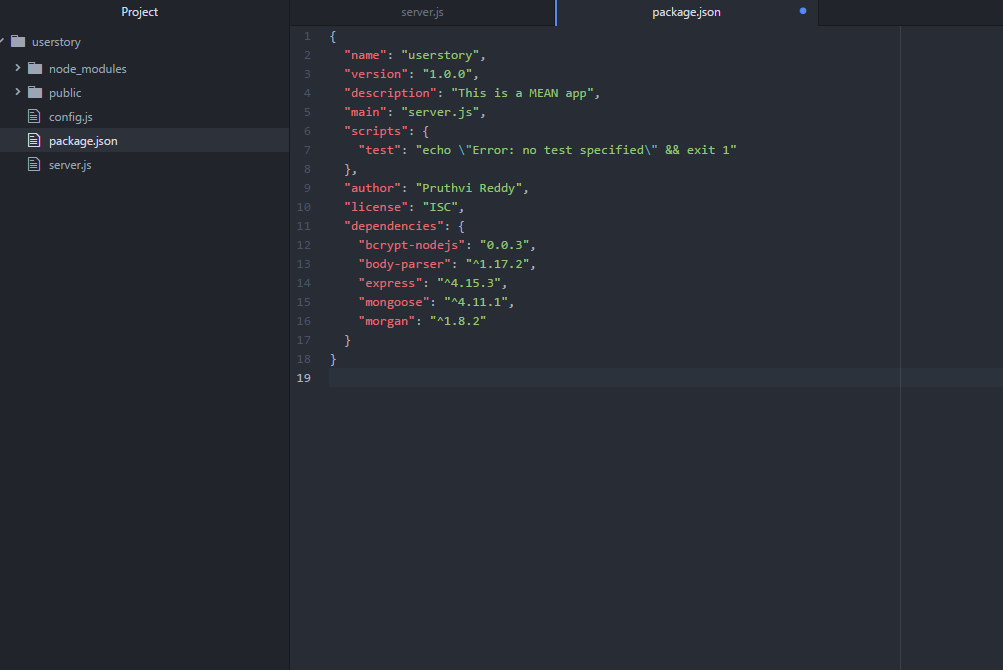 Project
userstory
node_modules
public
config.js
package.json
server.js
server.js
package.json
1 {
2   "name": "userstory",
3   "version": "1.0.0",
4   "description": "This is a MEAN app",
5   "main": "server.js",
6   "scripts": {
7     "test": "echo \"Error: no test specified\" && exit 1"
8   },
9   "author": "Pruthvi Reddy",
10   "license": "ISC",
11   "dependencies": {
12     "bcrypt-nodejs": "0.0.3",
13     "body-parser": "^1.17.2",
14     "express": "^4.15.3",
15     "mongoose": "^4.11.1",
16     "morgan": "^1.8.2"
17   }
18 }
19